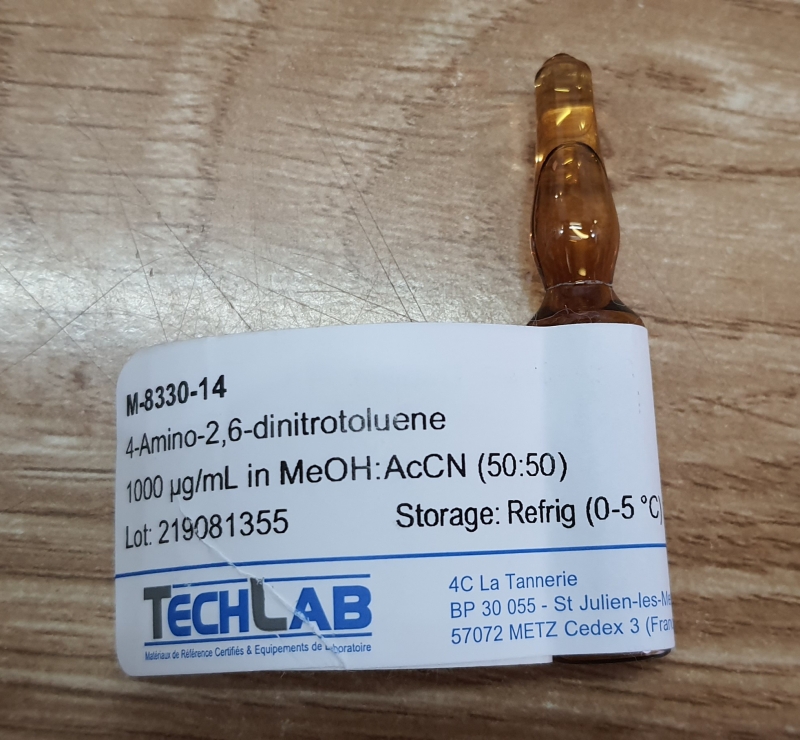 M-8330-14
4-Amino-2,6-dinitrotoluene
1000 µg/mL in MeOH:AcCN (50:50)
Lot: 219081355 Storage: Refrig (0-5 °C)
TECHLAB
Matériaux de Référence Certifiés & Equipements de Laboratoire
4C La Tannerie
BP 30 055 - St Julien-les-
57072 METZ Cedex 3